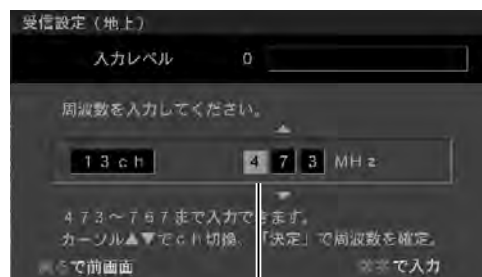 受信設定（地上）
入力レベル 0
周波数を入力してください。
13ch 473 MHz
473〜767まで入力できます。
カーソル▲▼でch切換、「決定」で周波数を確定。
で前画面 で入力